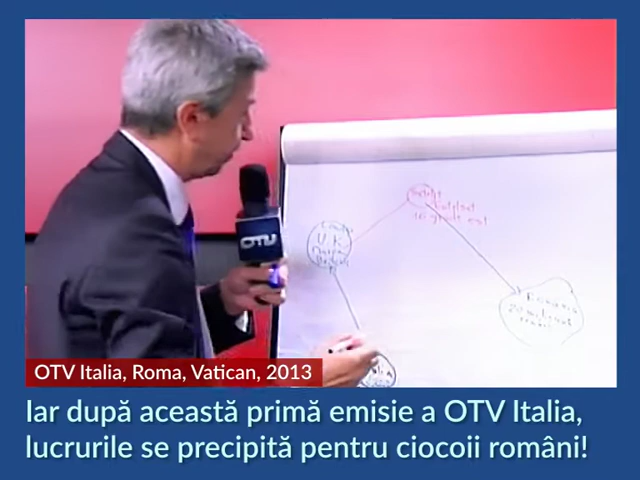 OTV
U.K.
OTV Italia, Roma, Vatican, 2013
Iar după această primă emisie a OTV Italia,
lucrurile se precipită pentru ciocoii români!